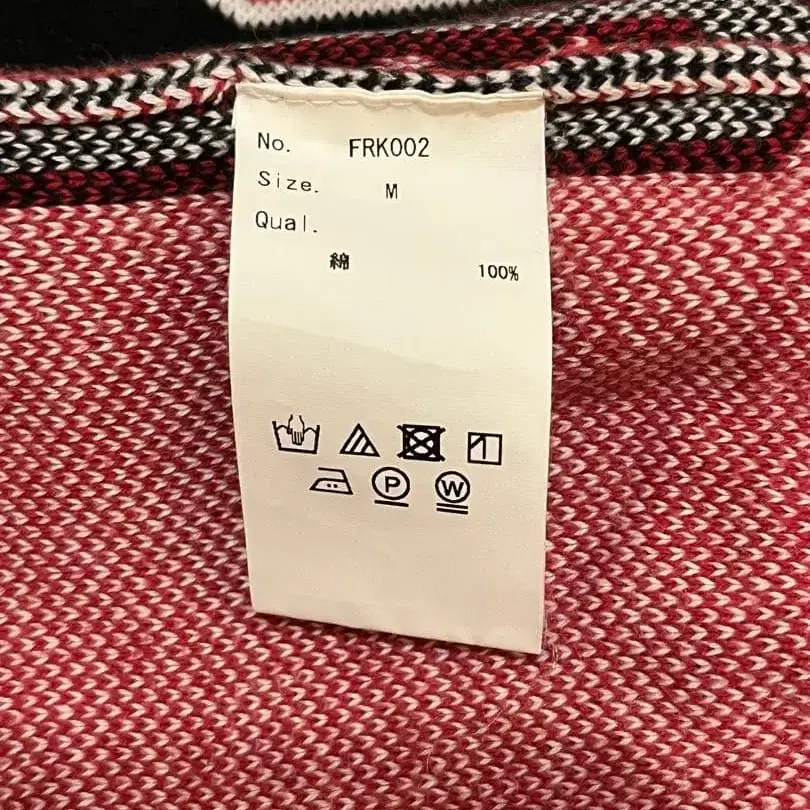 No. FRK002
Size. M
Qual.
綿 100%
P W